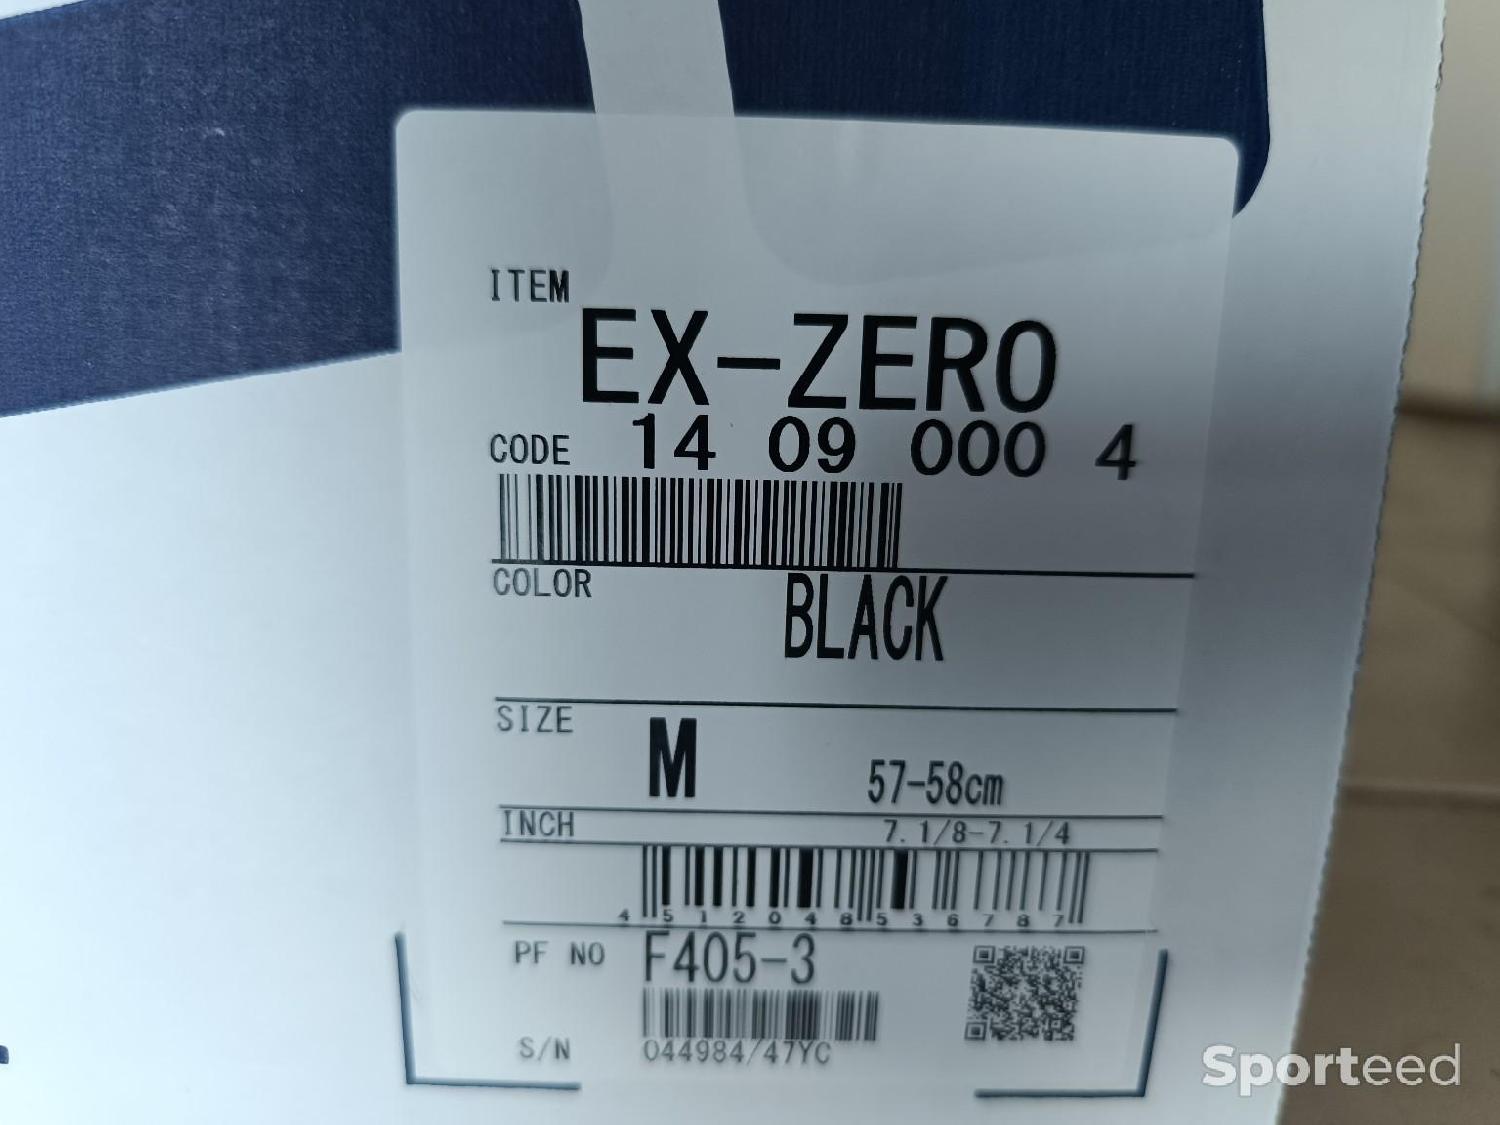 ITEM
EX-ZERO
CODE 14 09 000 4
COLOR BLACK
SIZE M 57-58cm
INCH 7.1/8-7.1/4
4 512048 536787
PF NO F405-3
S/N 044984/47YC
Sporteed